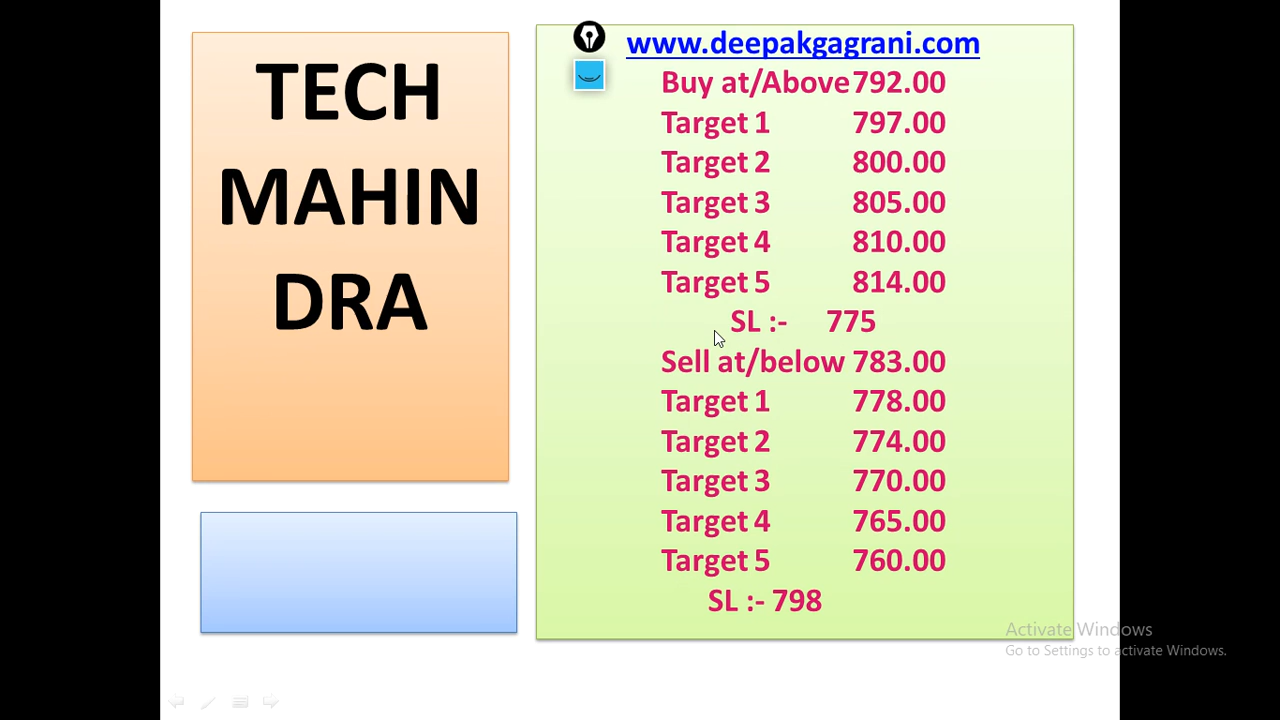 TECH
MAHIN
DRA
www.deepakgagrani.com
Buy at/Above 792.00
Target 1 797.00
Target 2 800.00
Target 3 805.00
Target 4 810.00
Target 5 814.00
SL :- 775
Sell at/below 783.00
Target 1 778.00
Target 2 774.00
Target 3 770.00
Target 4 765.00
Target 5 760.00
SL :- 798
Activate Windows
Go to Settings to activate Windows.